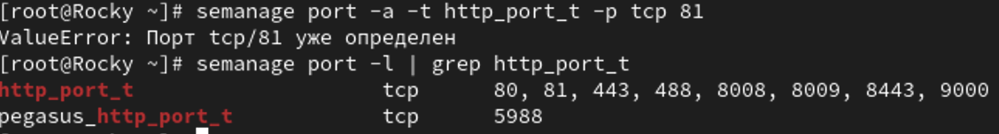 [root@Rocky ~]# semanage port -a -t http_port_t -p tcp 81
ValueError: Порт tcp/81 уже определен
[root@Rocky ~]# semanage port -l | grep http_port_t
http_port_t                    tcp      80, 81, 443, 488, 8008, 8009, 8443, 9000
pegasus_http_port_t            tcp      5988